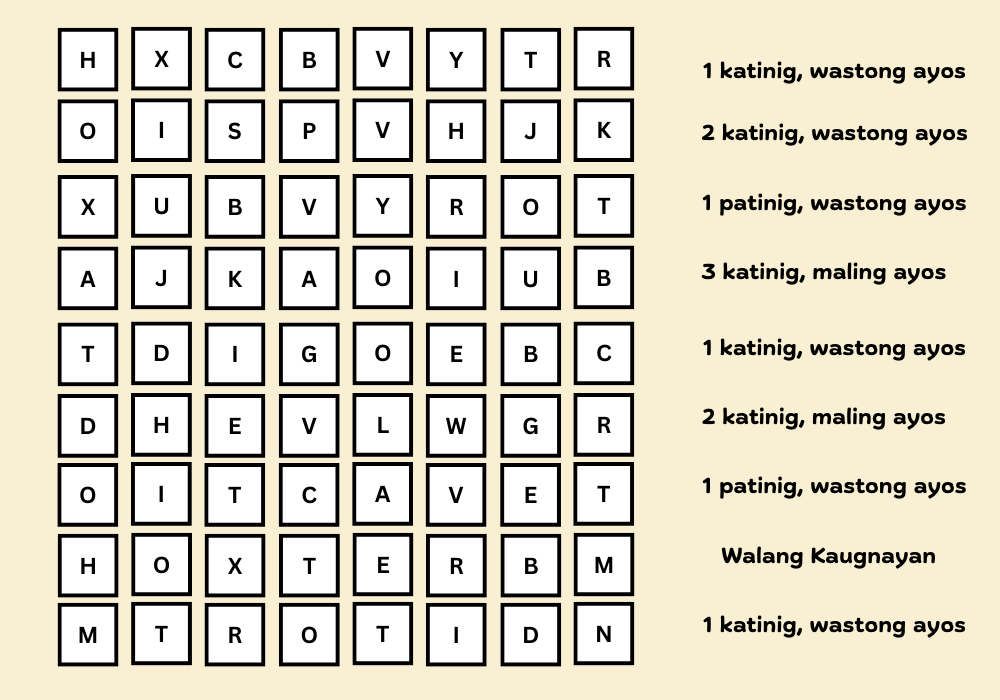 H X C B V Y T R 1 katinig, wastong ayos
O I S P V H J K 2 katinig, wastong ayos
X U B V Y R O T 1 patinig, wastong ayos
A J K A O I U B 3 katinig, maling ayos
T D I G O E B C 1 katinig, wastong ayos
D H E V L W G R 2 katinig, maling ayos
O I T C A V E T 1 patinig, wastong ayos
H O X T E R B M Walang Kaugnayan
M T R O T I D N 1 katinig, wastong ayos